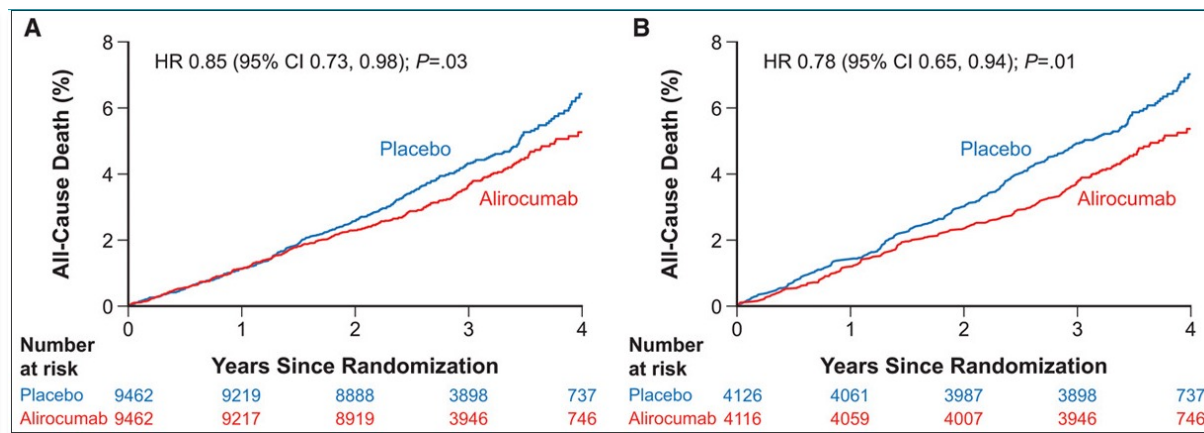 A
HR 0.85 (95% CI 0.73, 0.98); P=.03
All-Cause Death (%)
8
6
4
2
0
Placebo
Alirocumab
0 1 2 3 4
Years Since Randomization
Number
at risk
Placebo 9462 9219 8888 3898 737
Alirocumab 9462 9217 8919 3946 746
B
HR 0.78 (95% CI 0.65, 0.94); P=.01
All-Cause Death (%)
8
6
4
2
0
Placebo
Alirocumab
0 1 2 3 4
Years Since Randomization
Number
at risk
Placebo 4126 4061 3987 3898 737
Alirocumab 4116 4059 4007 3946 746